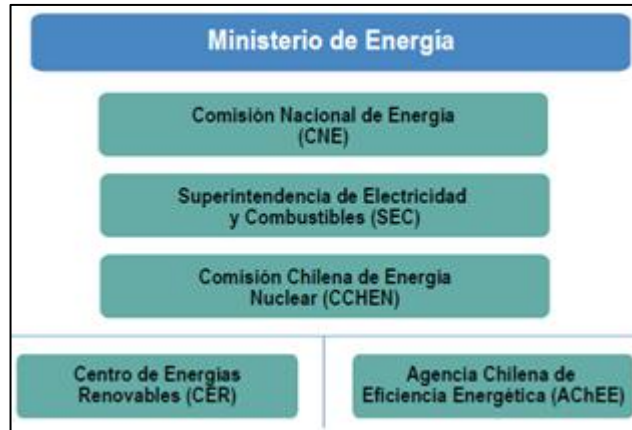 Ministerio de Energía
Comisión Nacional de Energía
(CNE)
Superintendencia de Electricidad
y Combustibles (SEC)
Comisión Chilena de Energía
Nuclear (CCHEN)
Centro de Energías
Renovables (CER)
Agencia Chilena de
Eficiencia Energética (AChEE)